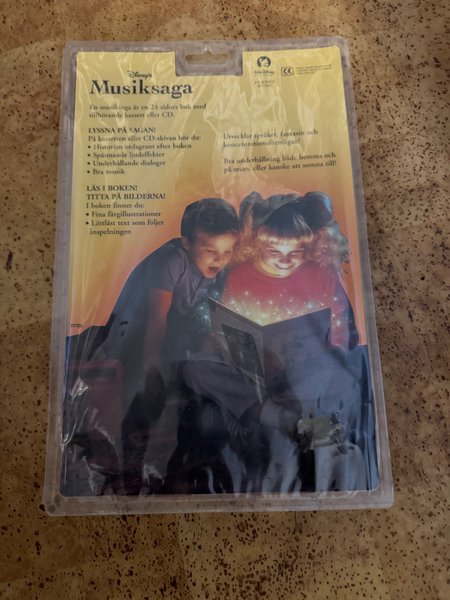 Disney's
Musiksaga
En musiksaga är en 24 sidors bok med
tillhörande kassett eller CD.
LYSSNA PÅ SAGAN!
På kassetten eller CD-skivan hör du:
• Historien ordagrant efter boken
• Spännande ljudeffekter
• Underhållande dialoger
• Bra musik
LÄS I BOKEN!
TITTA PÅ BILDERNA!
I boken finner du:
• Fina färgillustrationer
• Lättläst text som följer
inspelningen
Utvecklar språket, fantasin och
koncentrationsförmågan!
Bra underhållning både hemma och
på resan, eller kanske att somna till!
Walt Disney
CE